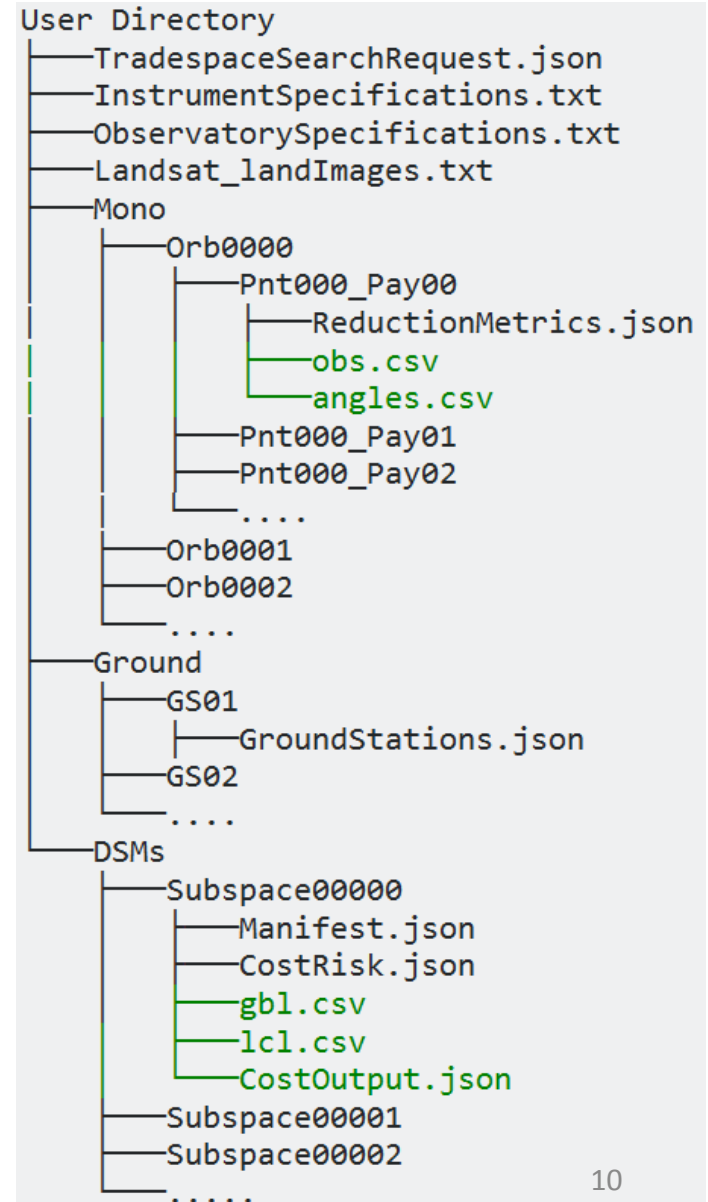 User Directory
├───TradespaceSearchRequest.json
├───InstrumentSpecifications.txt
├───ObservatorySpecifications.txt
├───Landsat_landImages.txt
├───Mono
│   ├───Orb0000
│   │   ├───Pnt000_Pay00
│   │   │   ├───ReductionMetrics.json
│   │   │   ├───obs.csv
│   │   │   └───angles.csv
│   │   ├───Pnt000_Pay01
│   │   ├───Pnt000_Pay02
│   │   └───....
│   ├───Orb0001
│   ├───Orb0002
│   └───....
├───Ground
│   ├───GS01
│   │   ├───GroundStations.json
│   ├───GS02
│   └───....
└───DSMs
    ├───Subspace00000
    │   ├───Manifest.json
    │   ├───CostRisk.json
    │   ├───gbl.csv
    │   ├───lcl.csv
    │   └───CostOutput.json
    ├───Subspace00001
    ├───Subspace00002
    └───.....
10